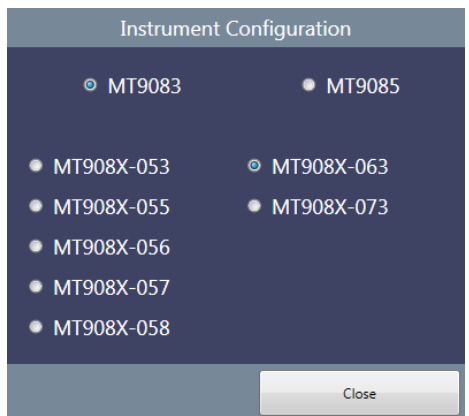 Instrument Configuration
MT9083 MT9085
MT908X-053 MT908X-063
MT908X-055 MT908X-073
MT908X-056
MT908X-057
MT908X-058
Close